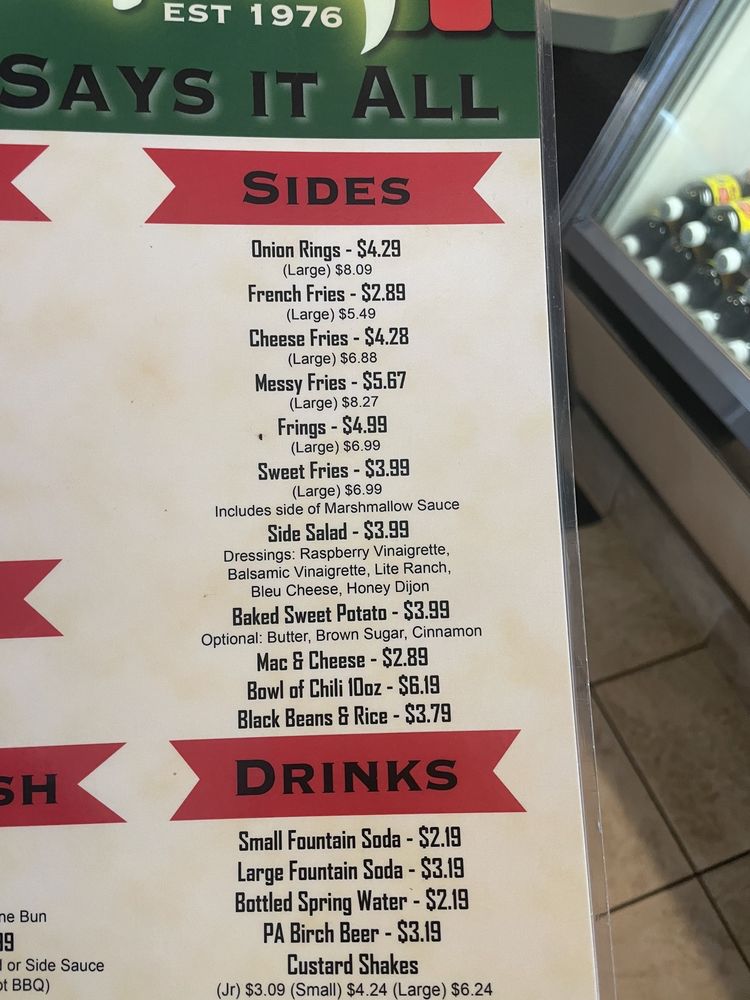 EST 1976
SAYS IT ALL
SIDES
Onion Rings - $4.29
(Large) $8.09
French Fries - $2.89
(Large) $5.49
Cheese Fries - $4.28
(Large) $6.88
Messy Fries - $5.67
(Large) $8.27
Frings - $4.99
(Large) $6.99
Sweet Fries - $3.99
(Large) $6.99
Includes side of Marshmallow Sauce
Side Salad - $3.99
Dressings: Raspberry Vinaigrette,
Balsamic Vinaigrette, Lite Ranch,
Bleu Cheese, Honey Dijon
Baked Sweet Potato - $3.99
Optional: Butter, Brown Sugar, Cinnamon
Mac & Cheese - $2.89
Bowl of Chili 10oz - $6.19
Black Beans & Rice - $3.79
SH
ne Bun
99
l or Side Sauce
ot BBQ)
DRINKS
Small Fountain Soda - $2.19
Large Fountain Soda - $3.19
Bottled Spring Water - $2.19
PA Birch Beer - $3.19
Custard Shakes
(Jr) $3.09 (Small) $4.24 (Large) $6.24